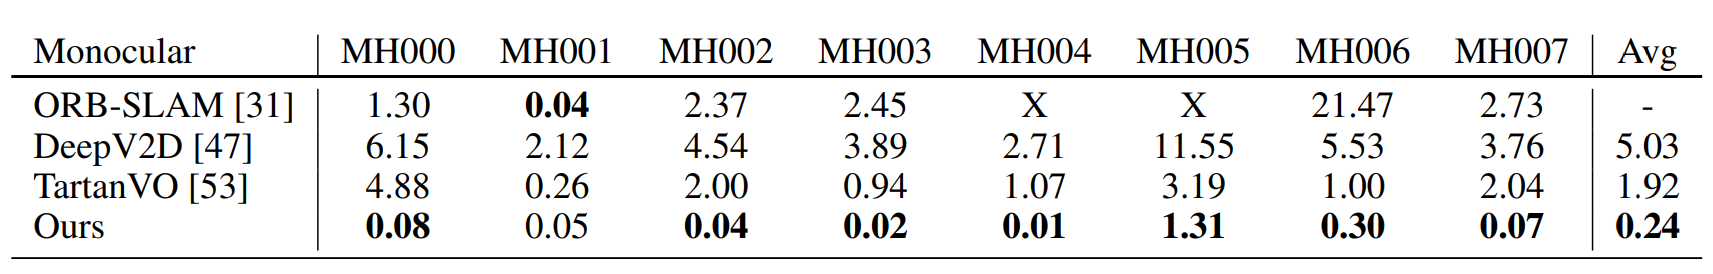 Monocular MH000 MH001 MH002 MH003 MH004 MH005 MH006 MH007 Avg
ORB-SLAM [31] 1.30 0.04 2.37 2.45 X X 21.47 2.73 -
DeepV2D [47] 6.15 2.12 4.54 3.89 2.71 11.55 5.53 3.76 5.03
TartanVO [53] 4.88 0.26 2.00 0.94 1.07 3.19 1.00 2.04 1.92
Ours 0.08 0.05 0.04 0.02 0.01 1.31 0.30 0.07 0.24